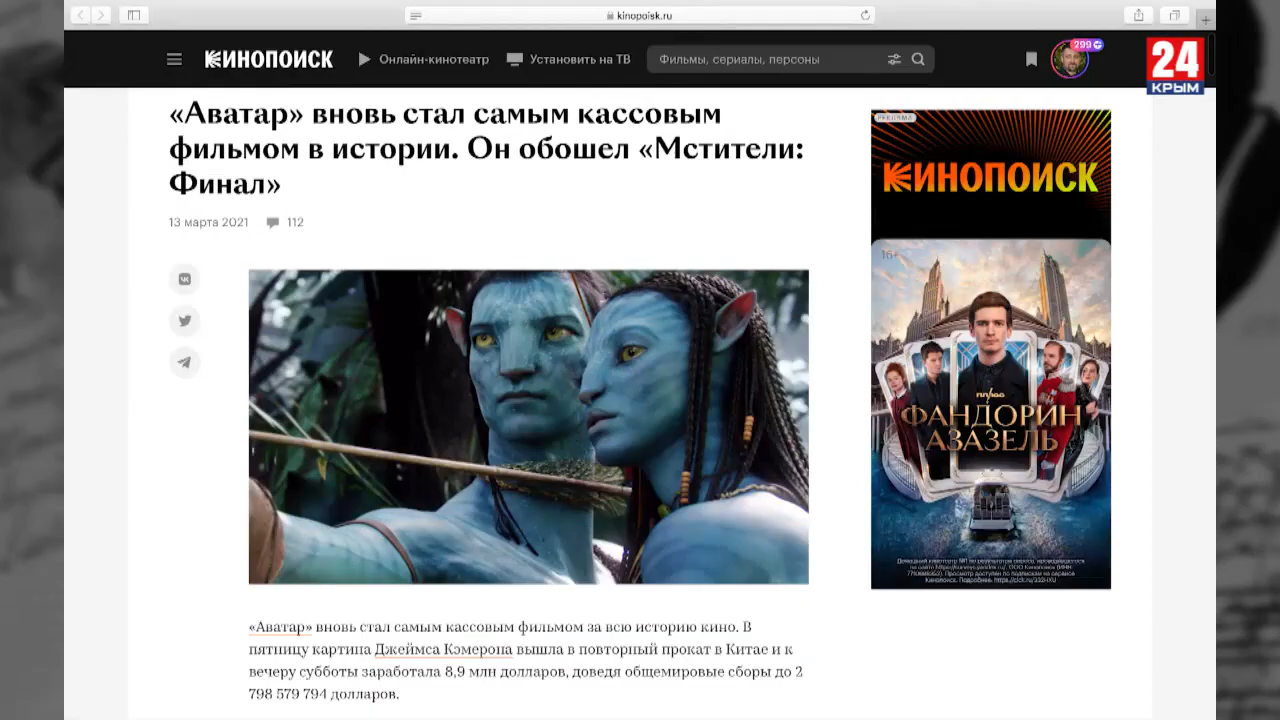 kinopoisk.ru
КИНОПОИСК
Онлайн-кинотеатр
Установить на ТВ
Фильмы, сериалы, персоны
299
24
КРЫМ
«Аватар» вновь стал самым кассовым
фильмом в истории. Он обошел «Мстители:
Финал»
13 марта 2021
112
РЕКЛАМА
КИНОПОИСК
16+
ФАНДОРИН
АЗАЗЕЛЬ
«Аватар» вновь стал самым кассовым фильмом за всю историю кино. В
пятницу картина Джеймса Кэмерона вышла в повторный прокат в Китае и к
вечеру субботы заработала 8,9 млн долларов, доведя общемировые сборы до 2
798 579 794 долларов.